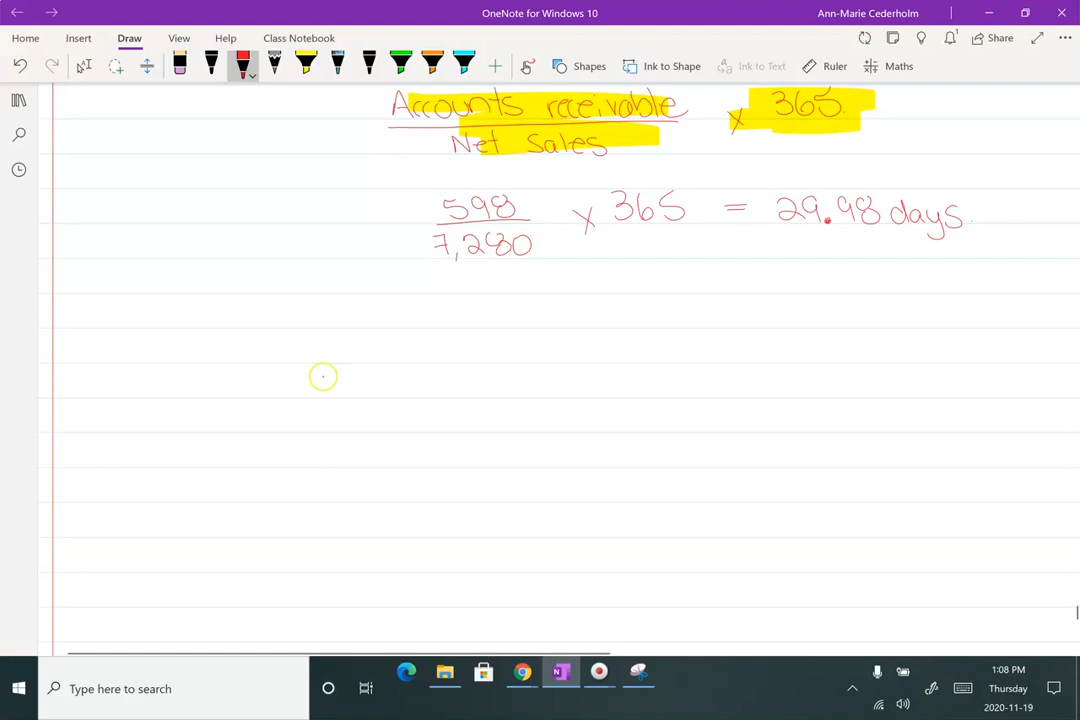 OneNote for Windows 10
Ann-Marie Cederholm
Home Insert Draw View Help Class Notebook
Share
Shapes Ink to Shape Ink to Text Ruler Maths
Accounts receivable x 365.
Net sales
598 x 365 = 29.98 days.
7,280
Type here to search
1:08 PM
Thursday
2020-11-19